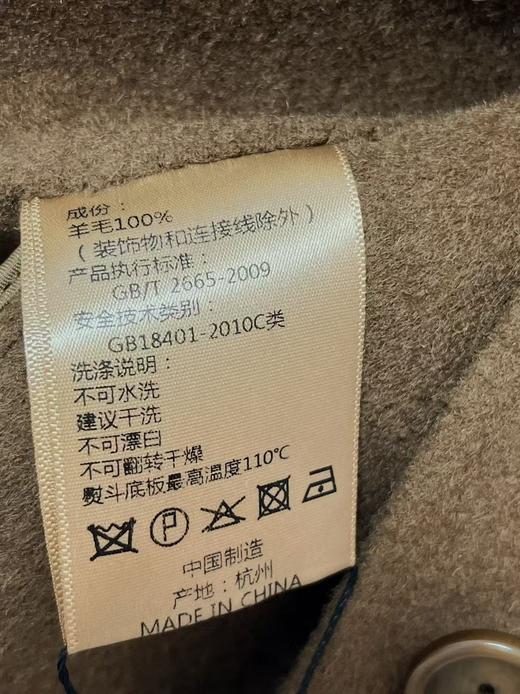 成份：
羊毛100%
（装饰物和连接线除外）
产品执行标准：
GB/T 2665-2009
安全技术类别：
GB18401-2010C类
洗涤说明：
不可水洗
建议干洗
不可漂白
不可翻转干燥
熨斗底板最高温度110℃
P
中国制造
产地：杭州
MADE IN CHINA